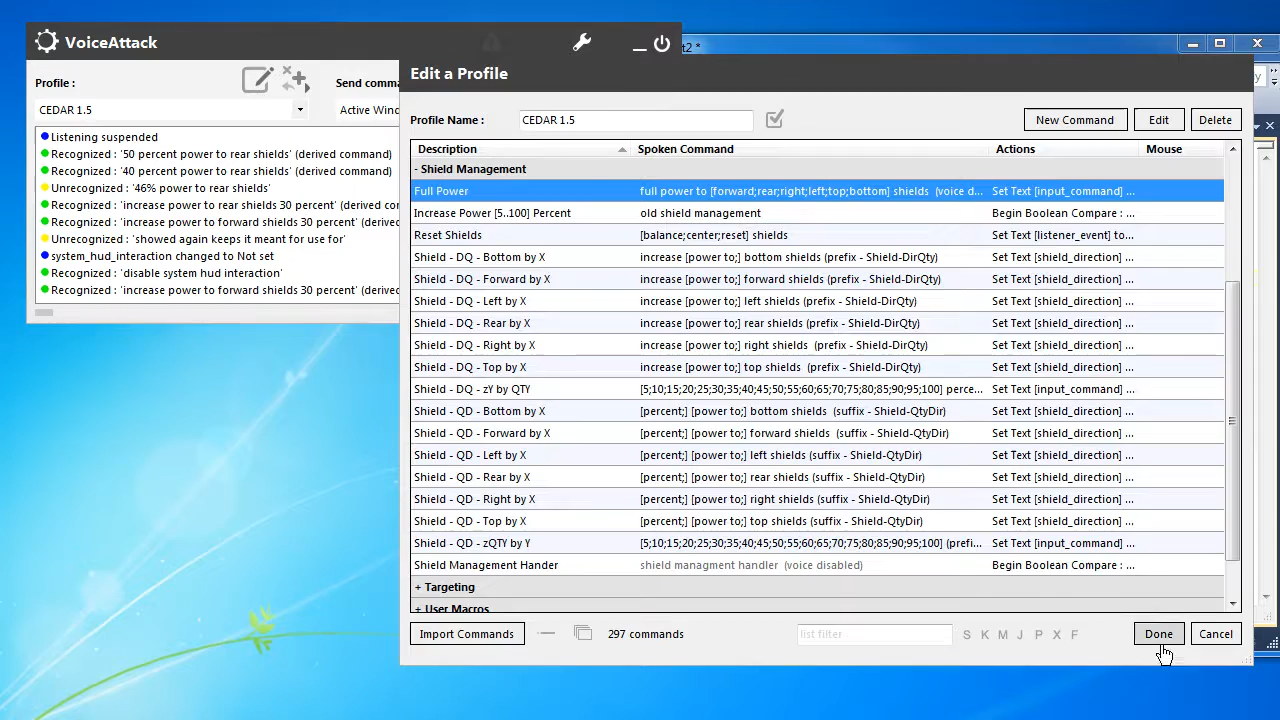 VoiceAttack
t2 *
Profile :
Send comma
CEDAR 1.5
Active Wind
Listening suspended
Recognized : '50 percent power to rear shields' (derived command)
Recognized : '40 percent power to rear shields' (derived command)
Unrecognized : '46% power to rear shields'
Recognized : 'increase power to rear shields 30 percent' (derived co
Recognized : 'increase power to forward shields 30 percent' (derived
Unrecognized : 'showed again keeps it meant for use for'
system_hud_interaction changed to Not set
Recognized : 'disable system hud interaction'
Recognized : 'increase power to forward shields 30 percent' (derived
Edit a Profile
Profile Name : CEDAR 1.5 New Command Edit Delete
Description Spoken Command Actions Mouse
- Shield Management
Full Power full power to [forward;rear;right;left;top;bottom] shields (voice d... Set Text [input_command] ...
Increase Power [5..100] Percent old shield management Begin Boolean Compare : ...
Reset Shields [balance;center;reset] shields Set Text [listener_event] to...
Shield - DQ - Bottom by X increase [power to;] bottom shields (prefix - Shield-DirQty) Set Text [shield_direction] ...
Shield - DQ - Forward by X increase [power to;] forward shields (prefix - Shield-DirQty) Set Text [shield_direction] ...
Shield - DQ - Left by X increase [power to;] left shields (prefix - Shield-DirQty) Set Text [shield_direction] ...
Shield - DQ - Rear by X increase [power to;] rear shields (prefix - Shield-DirQty) Set Text [shield_direction] ...
Shield - DQ - Right by X increase [power to;] right shields (prefix - Shield-DirQty) Set Text [shield_direction] ...
Shield - DQ - Top by X increase [power to;] top shields (prefix - Shield-DirQty) Set Text [shield_direction] ...
Shield - DQ - zY by QTY [5;10;15;20;25;30;35;40;45;50;55;60;65;70;75;80;85;90;95;100] perce... Set Text [input_command] ...
Shield - QD - Bottom by X [percent;] [power to;] bottom shields (suffix - Shield-QtyDir) Set Text [shield_direction] ...
Shield - QD - Forward by X [percent;] [power to;] forward shields (suffix - Shield-QtyDir) Set Text [shield_direction] ...
Shield - QD - Left by X [percent;] [power to;] left shields (suffix - Shield-QtyDir) Set Text [shield_direction] ...
Shield - QD - Rear by X [percent;] [power to;] rear shields (suffix - Shield-QtyDir) Set Text [shield_direction] ...
Shield - QD - Right by X [percent;] [power to;] right shields (suffix - Shield-QtyDir) Set Text [shield_direction] ...
Shield - QD - Top by X [percent;] [power to;] top shields (suffix - Shield-QtyDir) Set Text [shield_direction] ...
Shield - QD - zQTY by Y [5;10;15;20;25;30;35;40;45;50;55;60;65;70;75;80;85;90;95;100] (prefi... Set Text [input_command] ...
Shield Management Hander shield managment handler (voice disabled) Begin Boolean Compare : ...
+ Targeting
+ User Macros
Import Commands 297 commands list filter S K M J P X F Done Cancel